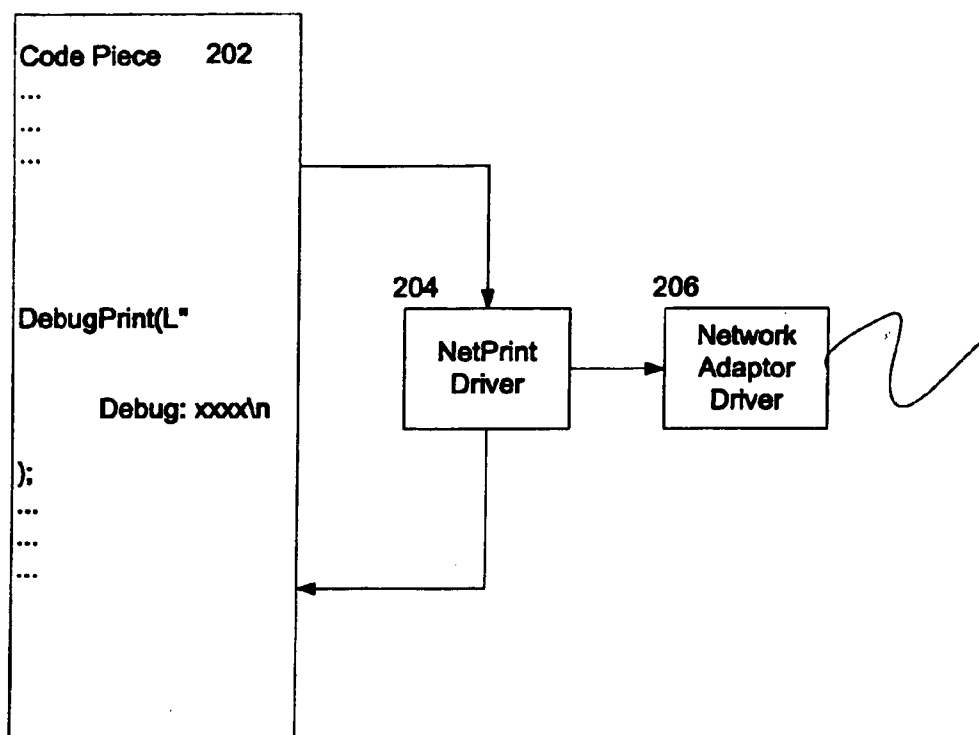 Code Piece 202
...
...
...
DebugPrint(L"
Debug: xxxx\n
);
...
...
...
204
NetPrint
Driver
206
Network
Adaptor
Driver